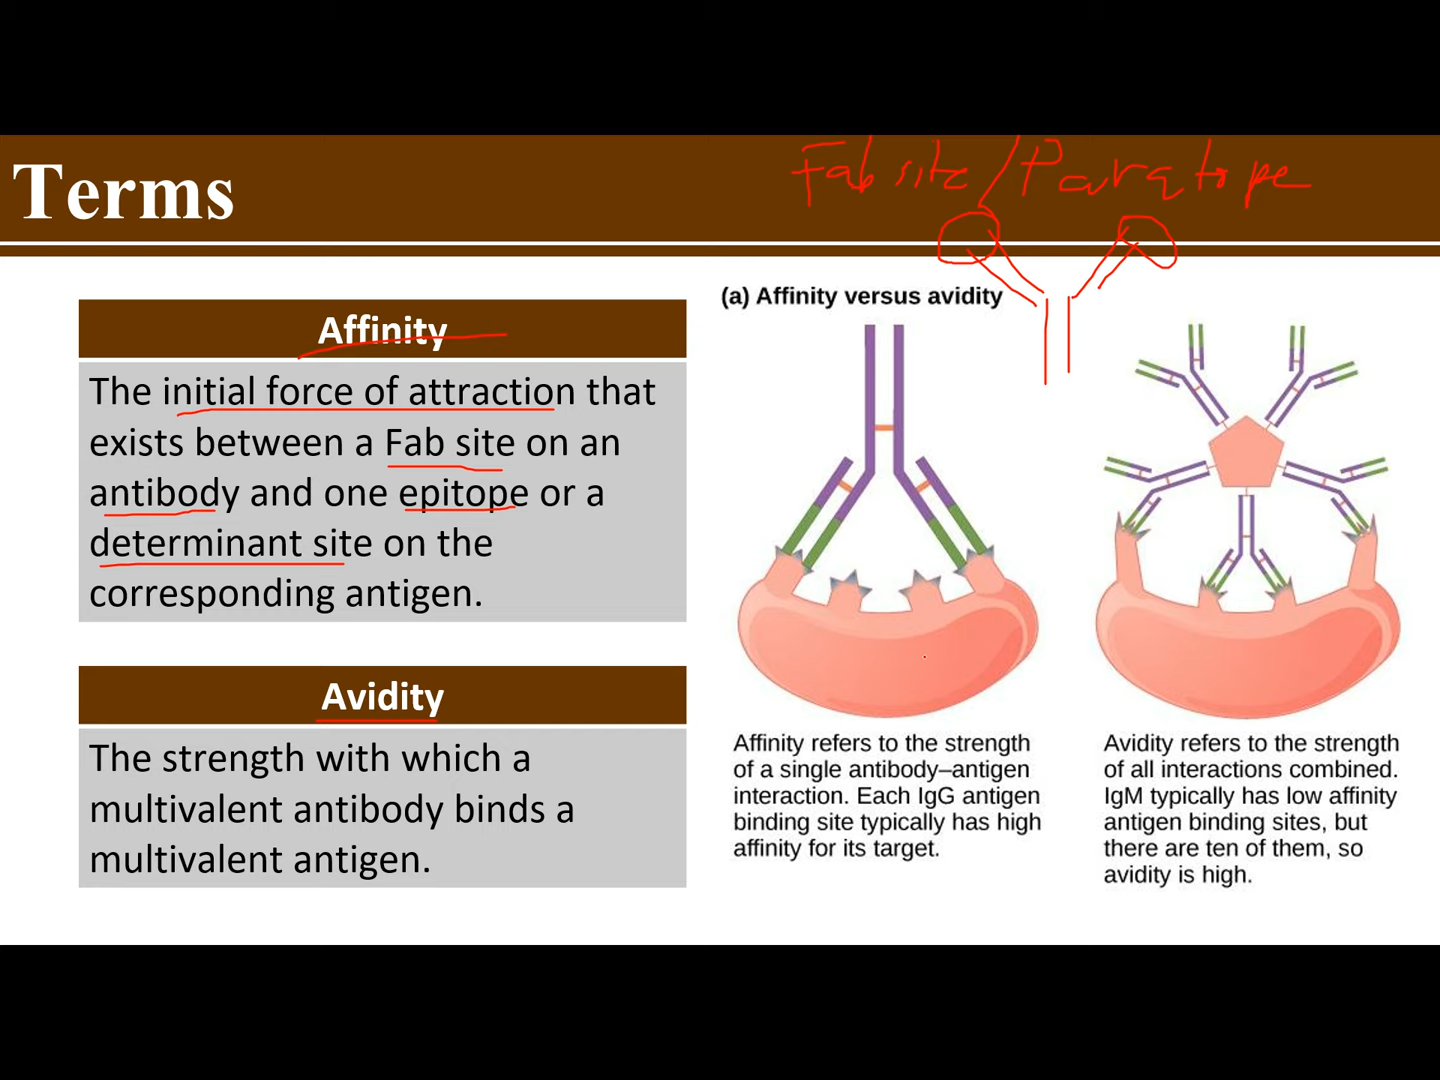 Terms
Fab site/Paratope
Affinity
The initial force of attraction that
exists between a Fab site on an
antibody and one epitope or a
determinant site on the
corresponding antigen.
Avidity
The strength with which a
multivalent antibody binds a
multivalent antigen.
(a) Affinity versus avidity
Affinity refers to the strength
of a single antibody–antigen
interaction. Each IgG antigen
binding site typically has high
affinity for its target.
Avidity refers to the strength
of all interactions combined.
IgM typically has low affinity
antigen binding sites, but
there are ten of them, so
avidity is high.